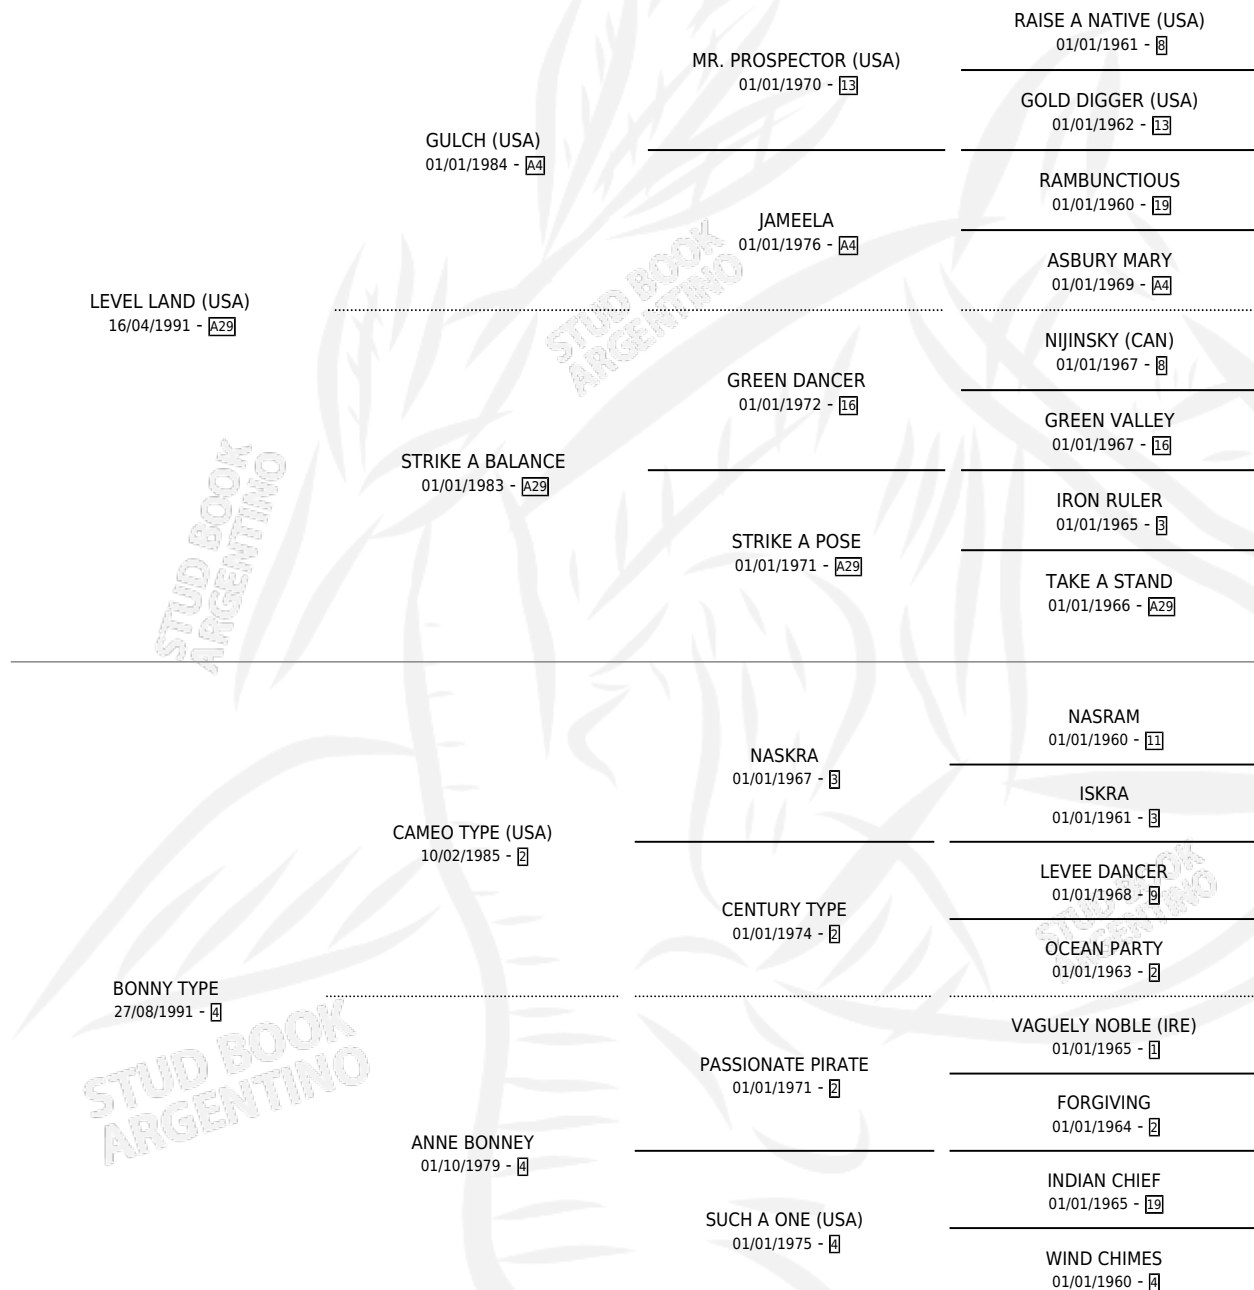 RAISE A NATIVE (USA)
01/01/1961 - 8
MR. PROSPECTOR (USA)
01/01/1970 - 13
GOLD DIGGER (USA)
01/01/1962 - 13
GULCH (USA)
01/01/1984 - A4
RAMBUNCTIOUS
01/01/1960 - 19
JAMEELA
01/01/1976 - A4
ASBURY MARY
01/01/1969 - A4
LEVEL LAND (USA)
16/04/1991 - A29
NIJINSKY (CAN)
01/01/1967 - 8
GREEN DANCER
01/01/1972 - 16
GREEN VALLEY
01/01/1967 - 16
STRIKE A BALANCE
01/01/1983 - A29
IRON RULER
01/01/1965 - 3
STRIKE A POSE
01/01/1971 - A29
TAKE A STAND
01/01/1966 - A29
NASRAM
01/01/1960 - 11
NASKRA
01/01/1967 - 3
ISKRA
01/01/1961 - 3
CAMEO TYPE (USA)
10/02/1985 - 2
LEVEE DANCER
01/01/1968 - 9
CENTURY TYPE
01/01/1974 - 2
OCEAN PARTY
01/01/1963 - 2
BONNY TYPE
27/08/1991 - 4
VAGUELY NOBLE (IRE)
01/01/1965 - 1
PASSIONATE PIRATE
01/01/1971 - 2
FORGIVING
01/01/1964 - 2
ANNE BONNEY
01/10/1979 - 4
INDIAN CHIEF
01/01/1965 - 19
SUCH A ONE (USA)
01/01/1975 - 4
WIND CHIMES
01/01/1960 - 4
STUD BOOK
ARGENTINO
STUD BOOK
ARGENTINO
STUD BOOK
ARGENTINO
STUD BOOK
ARGENTINO